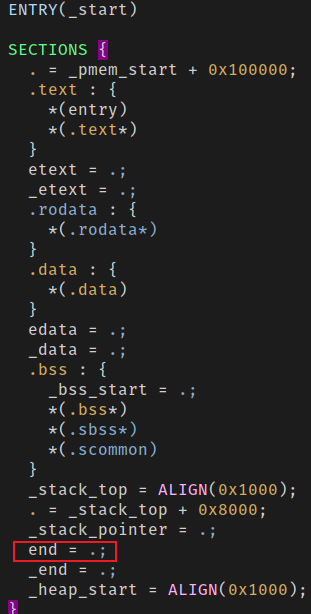 ENTRY(_start)
SECTIONS {
. = _pmem_start + 0x100000;
.text : {
*(entry)
*(.text*)
}
etext = .;
_etext = .;
.rodata : {
*(.rodata*)
}
.data : {
*(.data)
}
edata = .;
_data = .;
.bss : {
_bss_start = .;
*(.bss*)
*(.sbss*)
*(.scommon)
}
_stack_top = ALIGN(0x1000);
. = _stack_top + 0x8000;
_stack_pointer = .;
end = .;
_end = .;
_heap_start = ALIGN(0x1000);
}